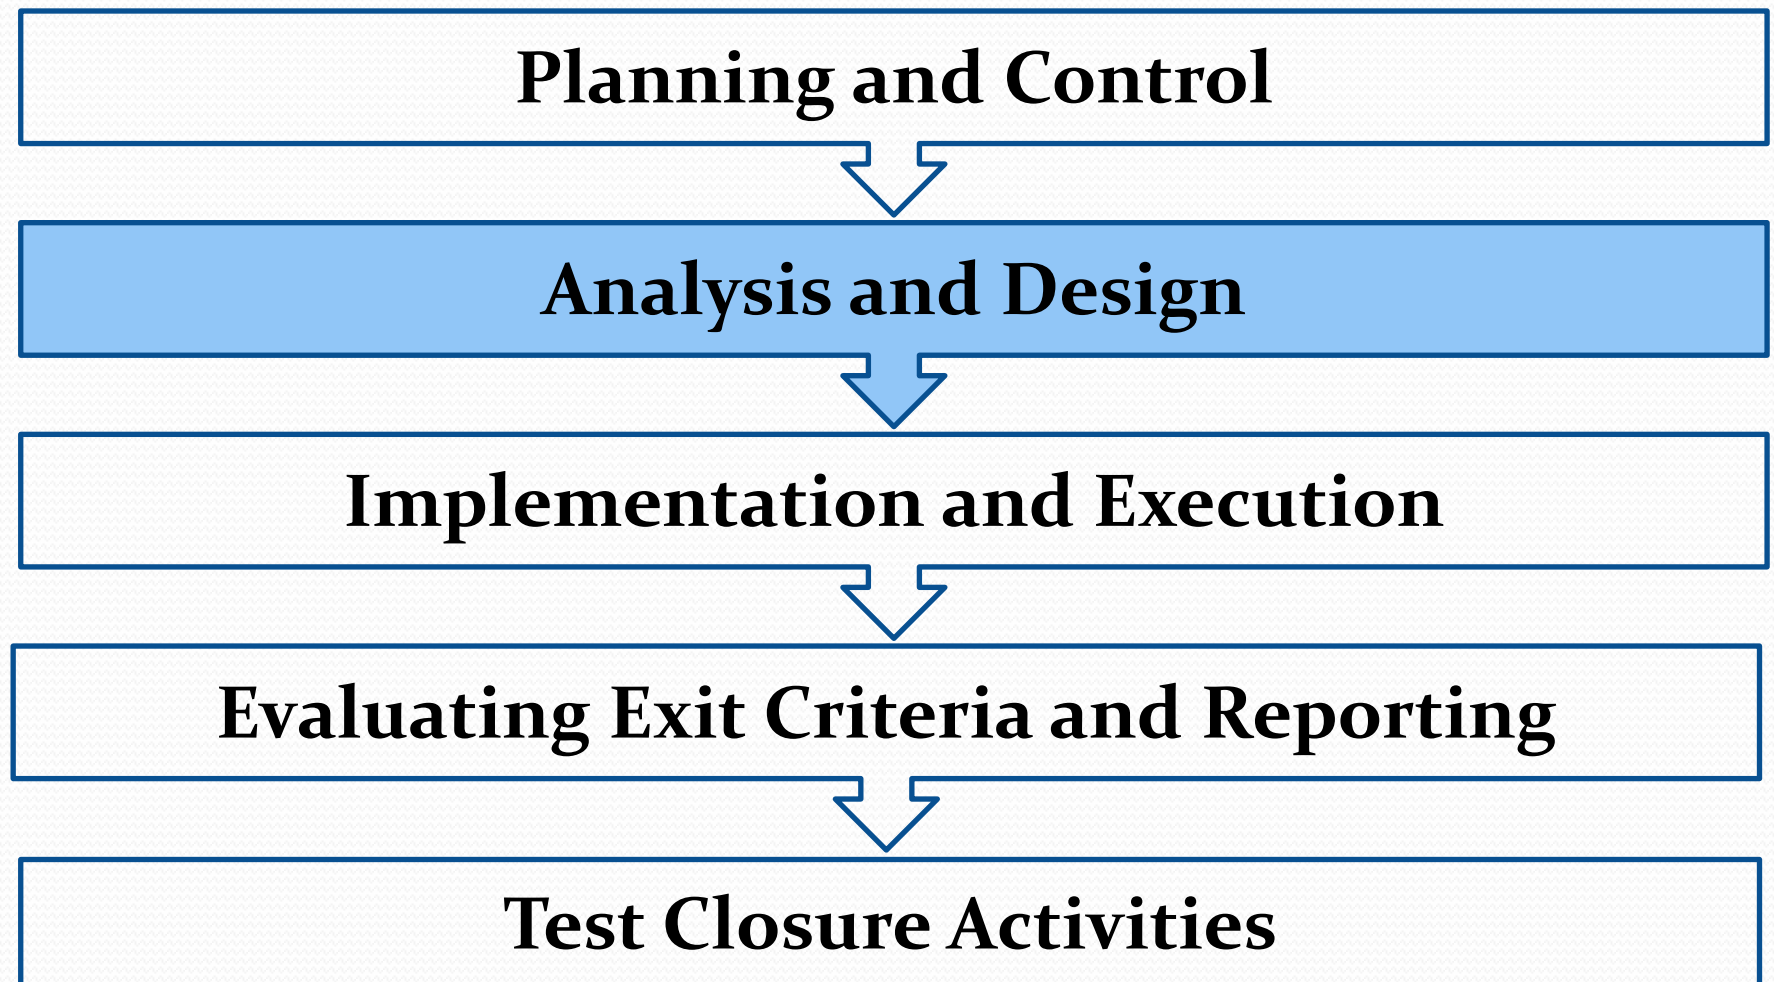 Planning and Control
Analysis and Design
Implementation and Execution
Evaluating Exit Criteria and Reporting
Test Closure Activities